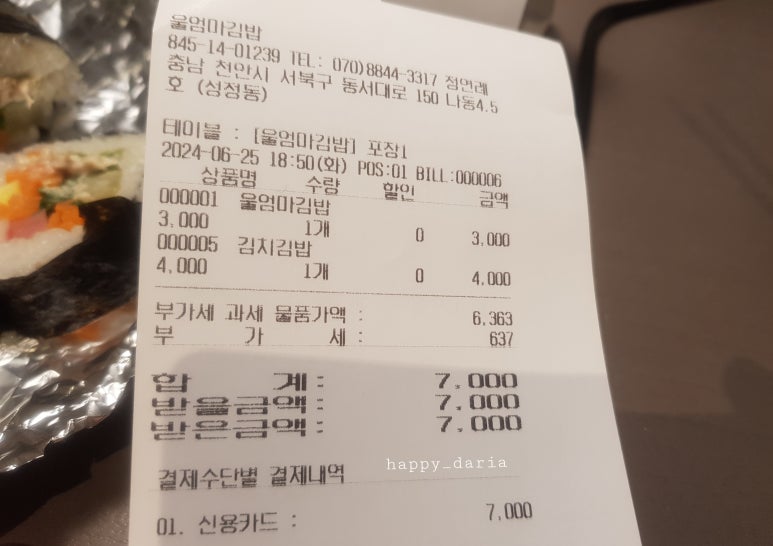 울엄마김밥
845-14-01239 TEL: 070)8844-3317 정연례
충남 천안시 서북구 동서대로 150 나동4.5
호 (성정동)
테이블 : [울엄마김밥] 포장1
2024-06-25 18:50(화) POS:01 BILL:000006
상품명 수량 할인 금액
000001 울엄마김밥
3,000 1개 0 3,000
000005 김치김밥
4,000 1개 0 4,000
부가세 과세 물품가액 : 6,363
부 가 세 : 637
합 계 : 7,000
받을금액 : 7,000
받은금액 : 7,000
결제수단별 결제내역
happy_daria
01. 신용카드 : 7,000